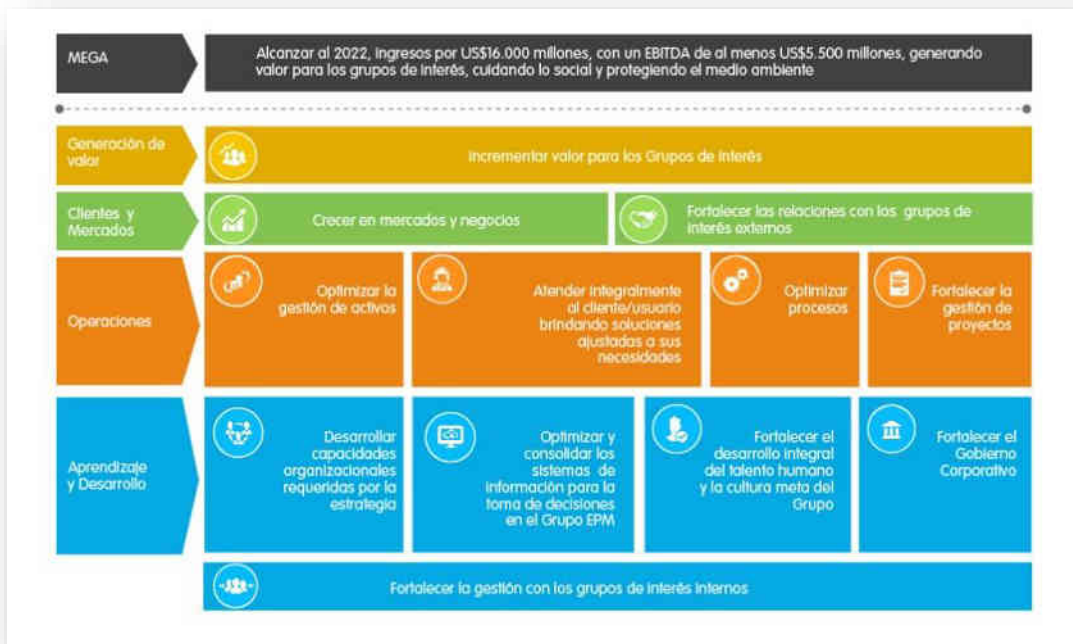 MEGA
Alcanzar al 2022, Ingresos por US$16.000 millones, con un EBITDA de al menos US$5.500 millones, generando
valor para los grupos de Interés, cuidando lo social y protegiendo el medio ambiente
Generación de
valor
Incrementar valor para los Grupos de Interés
Clientes y
Mercados
Crecer en mercados y negocios
Fortalecer las relaciones con los grupos de
interés externos
Operaciones
Optimizar la
gestión de activos
Atender integralmente
al cliente/usuario
brindando soluciones
ajustadas a sus
necesidades
Optimizar
procesos
Fortalecer la
gestión de
proyectos
Aprendizaje
y Desarrollo
Desarrollar
capacidades
organizacionales
requeridas por la
estrategia
Optimizar y
consolidar los
sistemas de
información para la
toma de decisiones
en el Grupo EPM
Fortalecer el
desarrollo integral
del talento humano
y la cultura meta del
Grupo
Fortalecer el
Gobierno
Corporativo
Fortalecer la gestión con los grupos de interés internos